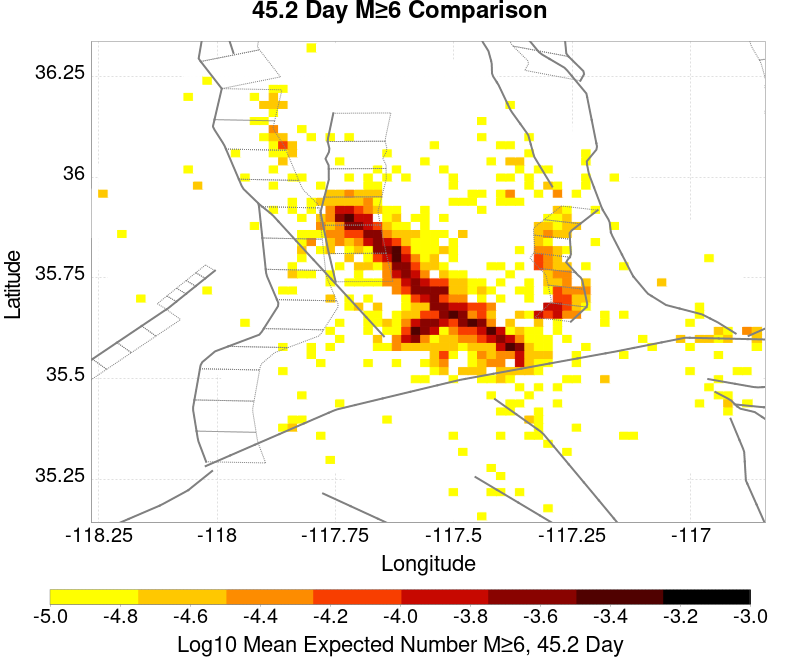 45.2 Day M≥6 Comparison
36.25
36
35.75
35.5
35.25
Latitude
-118.25 -118 -117.75 -117.5 -117.25 -117
Longitude
-5.0 -4.8 -4.6 -4.4 -4.2 -4.0 -3.8 -3.6 -3.4 -3.2 -3.0
Log10 Mean Expected Number M≥6, 45.2 Day